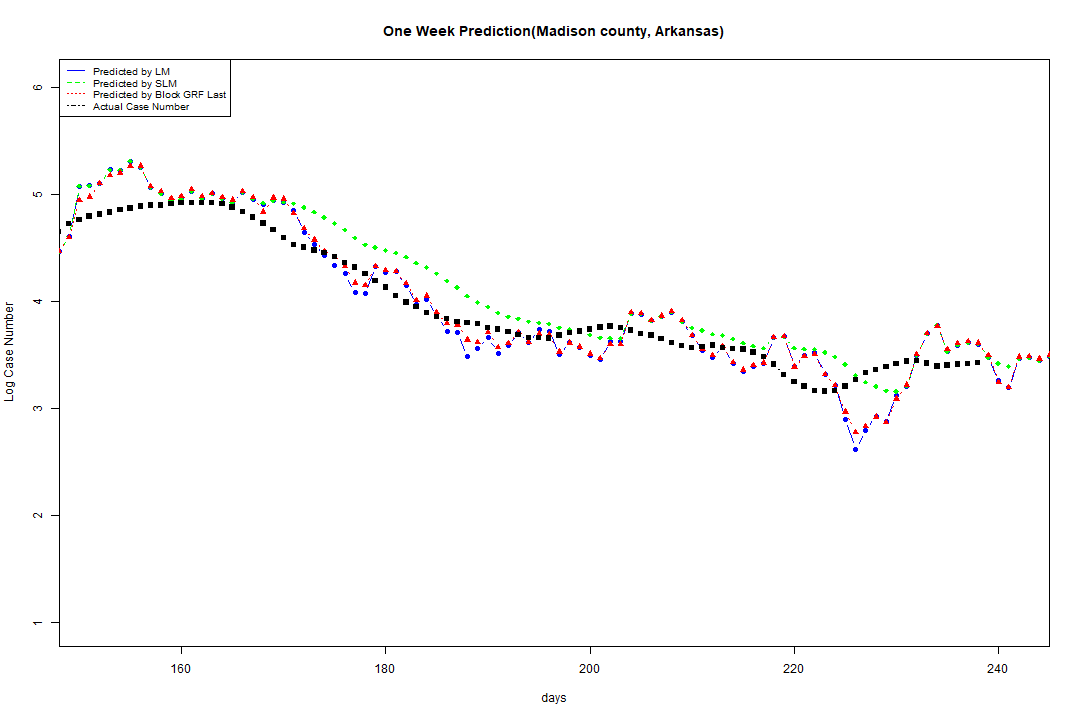 One Week Prediction(Madison county, Arkansas)
Predicted by LM
Predicted by SLM
Predicted by Block GRF Last
Actual Case Number
6
5
4
3
2
1
Log Case Number
160 180 200 220 240
days